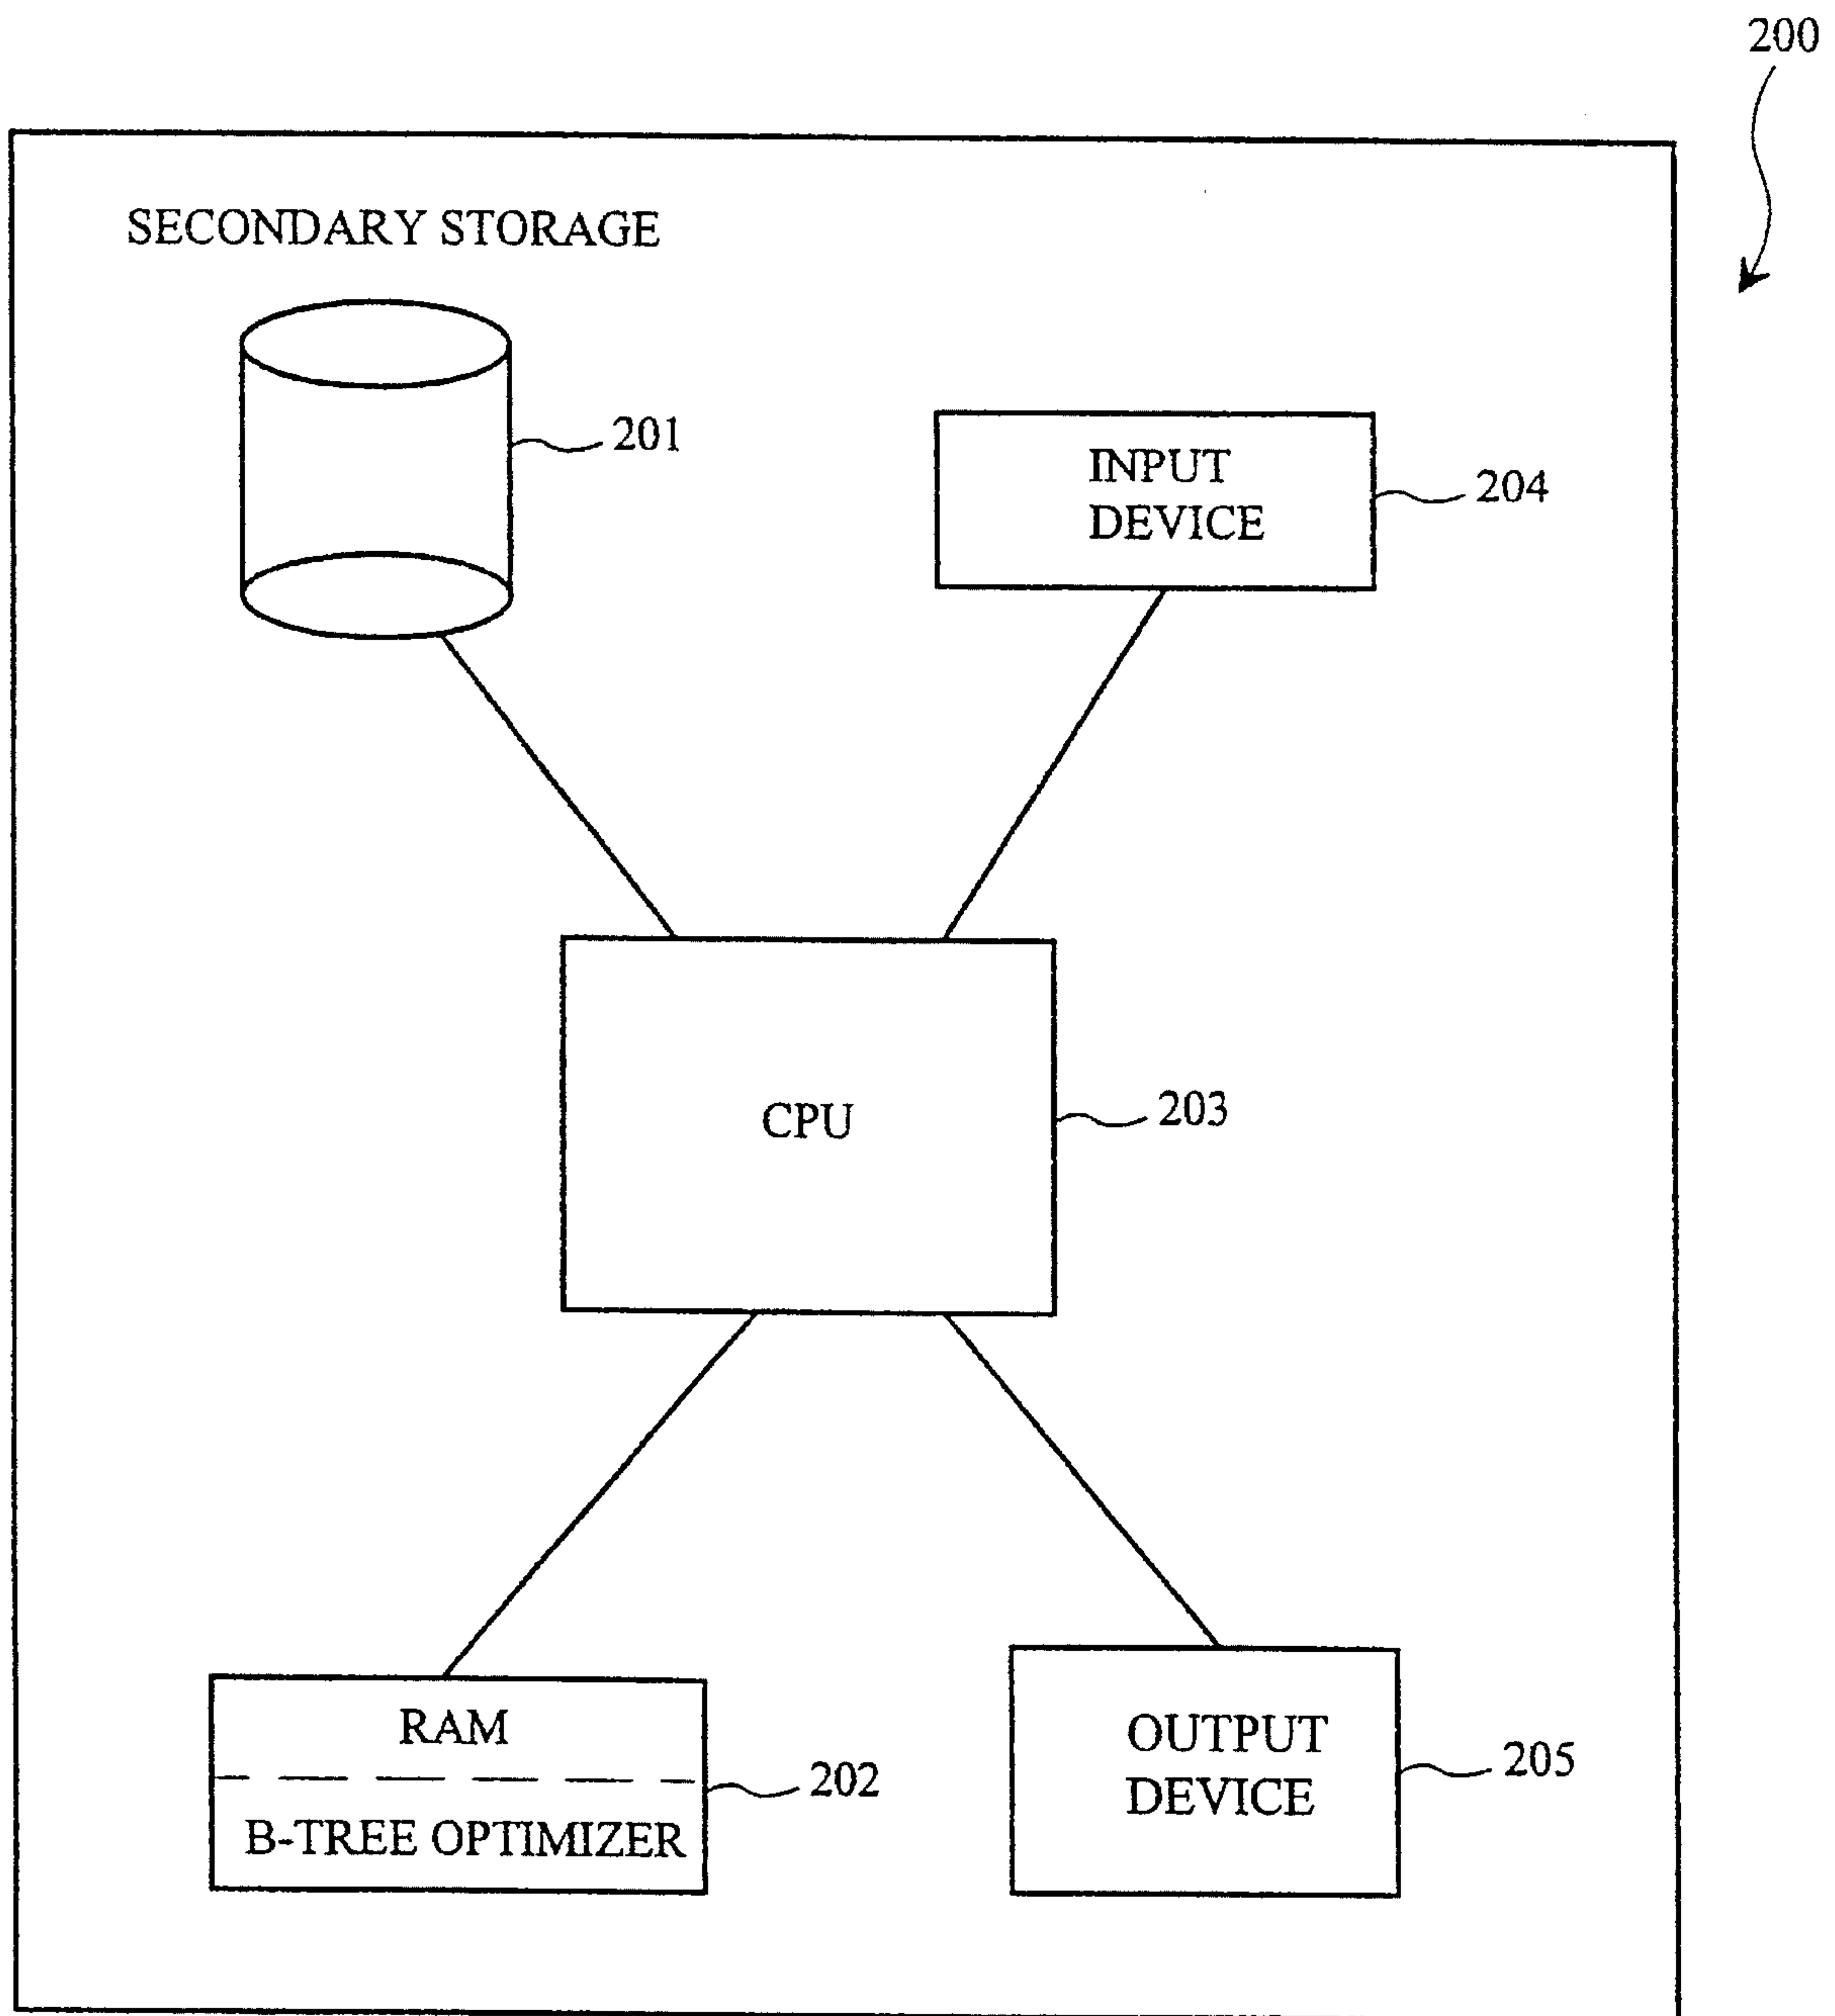 200
SECONDARY STORAGE
201
INPUT
DEVICE
204
CPU
203
RAM
202
B-TREE OPTIMIZER
OUTPUT
DEVICE
205